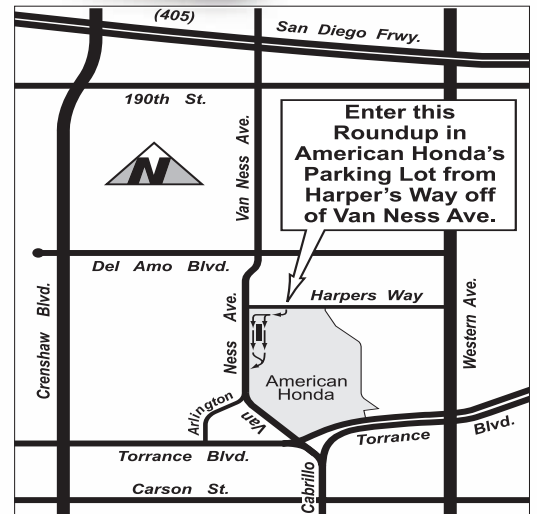 (405)
San Diego Frwy.
190th St.
Enter this
Roundup in
American Honda's
Parking Lot from
Harper's Way off
of Van Ness Ave.
Van Ness Ave.
N
Del Amo Blvd.
Harpers Way
Crenshaw Blvd.
Ness Ave.
Western Ave.
American
Honda
Arlington
Van
Torrance Blvd.
Torrance Blvd.
Cabrillo
Carson St.